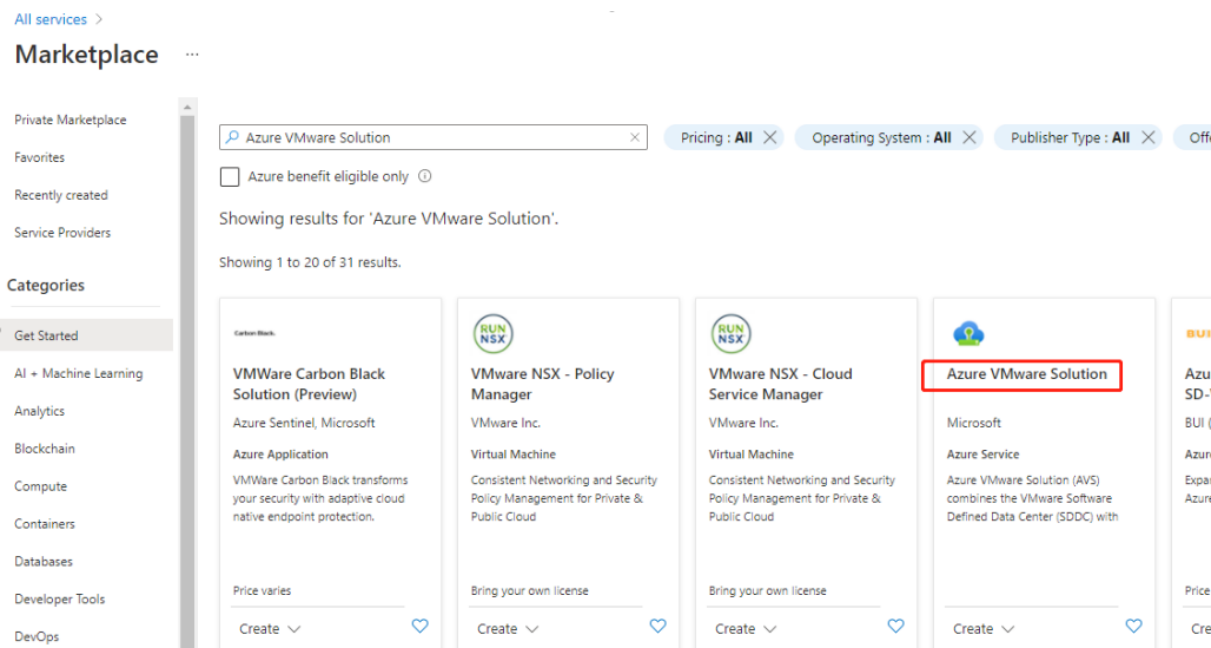 All services >
Marketplace ...
Private Marketplace
Favorites
Recently created
Service Providers
Categories
Get Started
AI + Machine Learning
Analytics
Blockchain
Compute
Containers
Databases
Developer Tools
DevOps
Azure VMware Solution
Pricing : All
Operating System : All
Publisher Type : All
Azure benefit eligible only
Showing results for 'Azure VMware Solution'.
Showing 1 to 20 of 31 results.
Carbon Black.
VMWare Carbon Black
Solution (Preview)
Azure Sentinel, Microsoft
Azure Application
VMWare Carbon Black transforms
your security with adaptive cloud
native endpoint protection.
Price varies
Create
RUN
NSX
VMware NSX - Policy
Manager
VMware Inc.
Virtual Machine
Consistent Networking and Security
Policy Management for Private &
Public Cloud
Bring your own license
Create
RUN
NSX
VMware NSX - Cloud
Service Manager
VMware Inc.
Virtual Machine
Consistent Networking and Security
Policy Management for Private &
Public Cloud
Bring your own license
Create
Azure VMware Solution
Microsoft
Azure Service
Azure VMware Solution (AVS)
combines the VMware Software
Defined Data Center (SDDC) with
Create
BUI
BUI (
Price